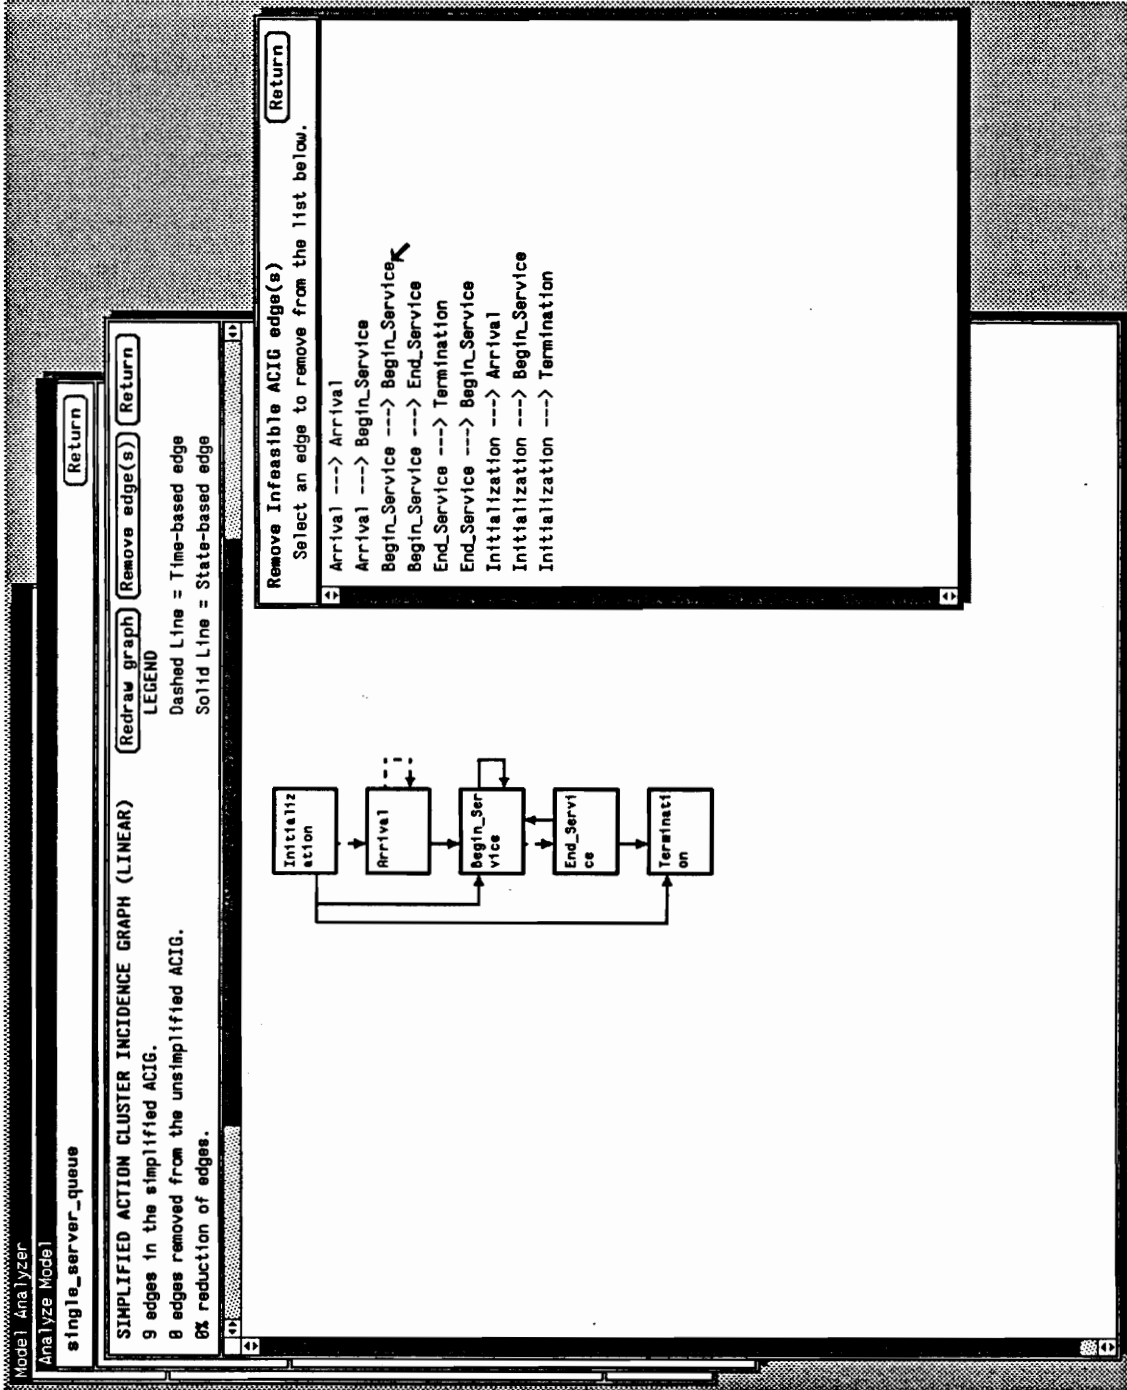 Model Analyzer
Analyze Model
single_server_queue
Return
SIMPLIFIED ACTION CLUSTER INCIDENCE GRAPH (LINEAR)
Redraw graph
Remove edge(s)
Return
9 edges in the simplified ACIG.
LEGEND
0 edges removed from the unsimplified ACIG.
Dashed Line = Time-based edge
0% reduction of edges.
Solid Line = State-based edge
Initializ
ation
Arrival
Begin_Ser
vice
End_Servi
ce
Terminati
on
Remove Infeasible ACIG edge(s)
Return
Select an edge to remove from the list below.
Arrival ---> Arrival
Arrival ---> Begin_Service
Begin_Service ---> Begin_Service
Begin_Service ---> End_Service
End_Service ---> Termination
End_Service ---> Begin_Service
Initialization ---> Arrival
Initialization ---> Begin_Service
Initialization ---> Termination